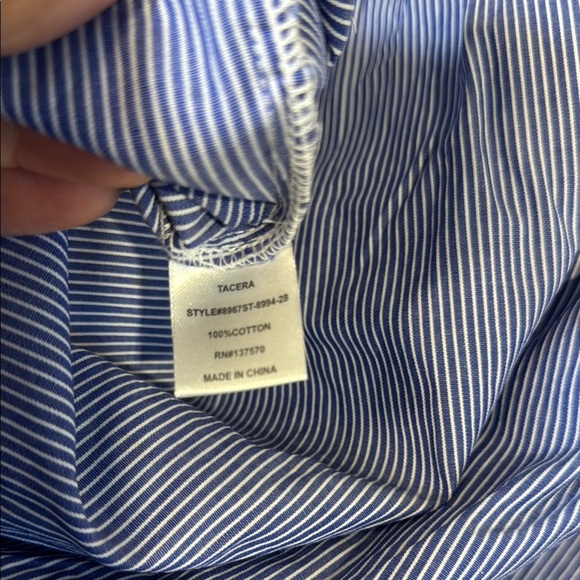 TACERA
STYLE#8967ST-8994-28
100%COTTON
RN#137570
MADE IN CHINA